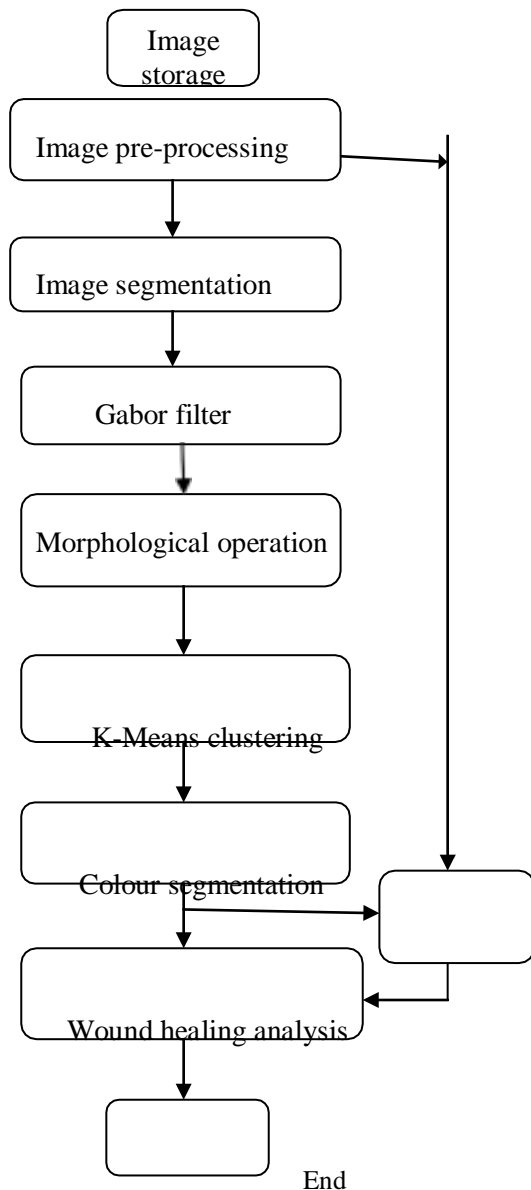 Image
storage
Image pre-processing
Image segmentation
Gabor filter
Morphological operation
K-Means clustering
Colour segmentation
Wound healing analysis
End